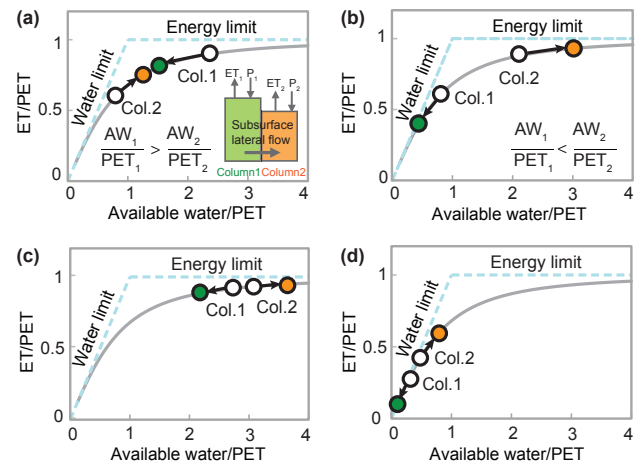 (a)
Energy limit
Water limit
Col.1
Col.2
AW1/PET1 > AW2/PET2
ET1 P1
ET2 P2
Subsurface
lateral flow
Column1 Column2
ET/PET
1
0.5
0
0 1 2 3 4
Available water/PET
(b)
Energy limit
Water limit
Col.2
Col.1
AW1/PET1 < AW2/PET2
ET/PET
1
0.5
0
0 1 2 3 4
Available water/PET
(c)
Energy limit
Water limit
Col.1 Col.2
ET/PET
1
0.5
0
0 1 2 3 4
Available water/PET
(d)
Energy limit
Water limit
Col.2
Col.1
ET/PET
1
0.5
0
0 1 2 3 4
Available water/PET